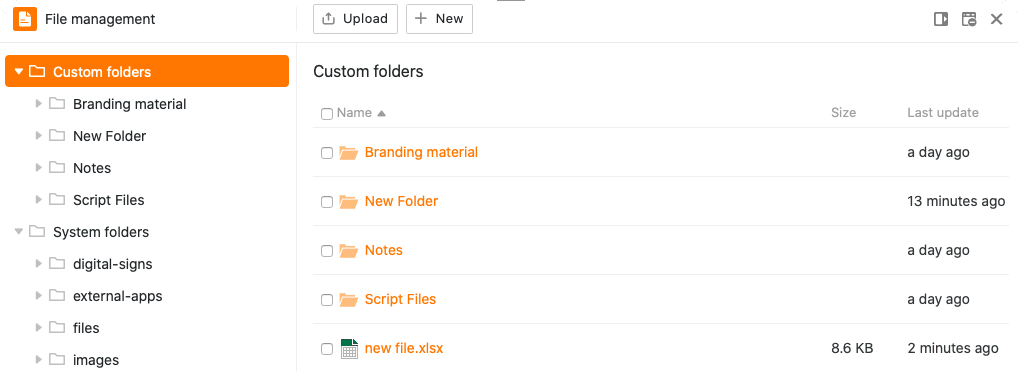 File management
Upload
New
Custom folders
Branding material
New Folder
Notes
Script Files
System folders
digital-signs
external-apps
files
images
Custom folders
Name Size Last update
Branding material a day ago
New Folder 13 minutes ago
Notes a day ago
Script Files a day ago
new file.xlsx 8.6 KB 2 minutes ago